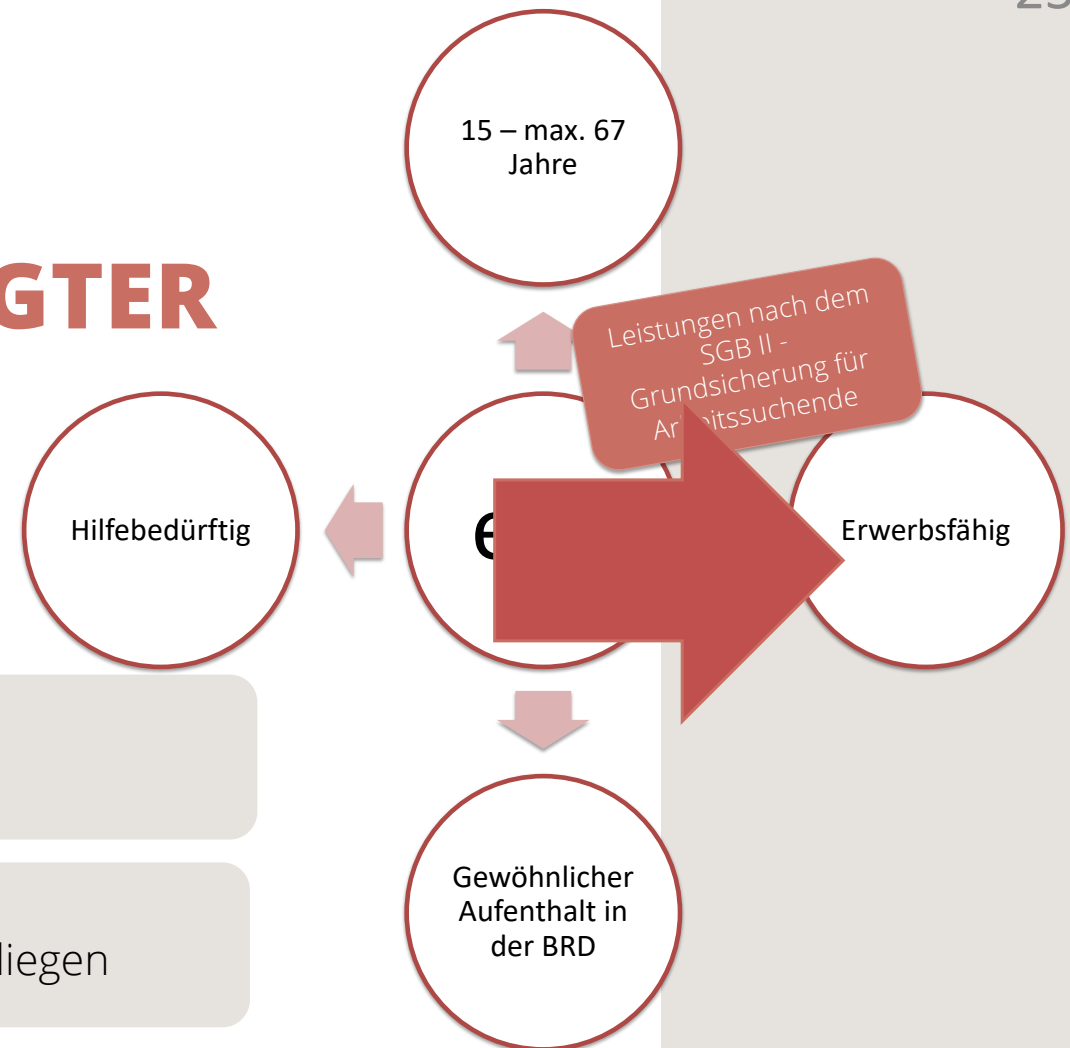 15 – max. 67
Jahre
GTER
Leistungen nach dem
SGB II -
Grundsicherung für
Hilfebedürftig
Erwerbsfähig
Gewöhnlicher
Aufenthalt in
der BRD
liegen